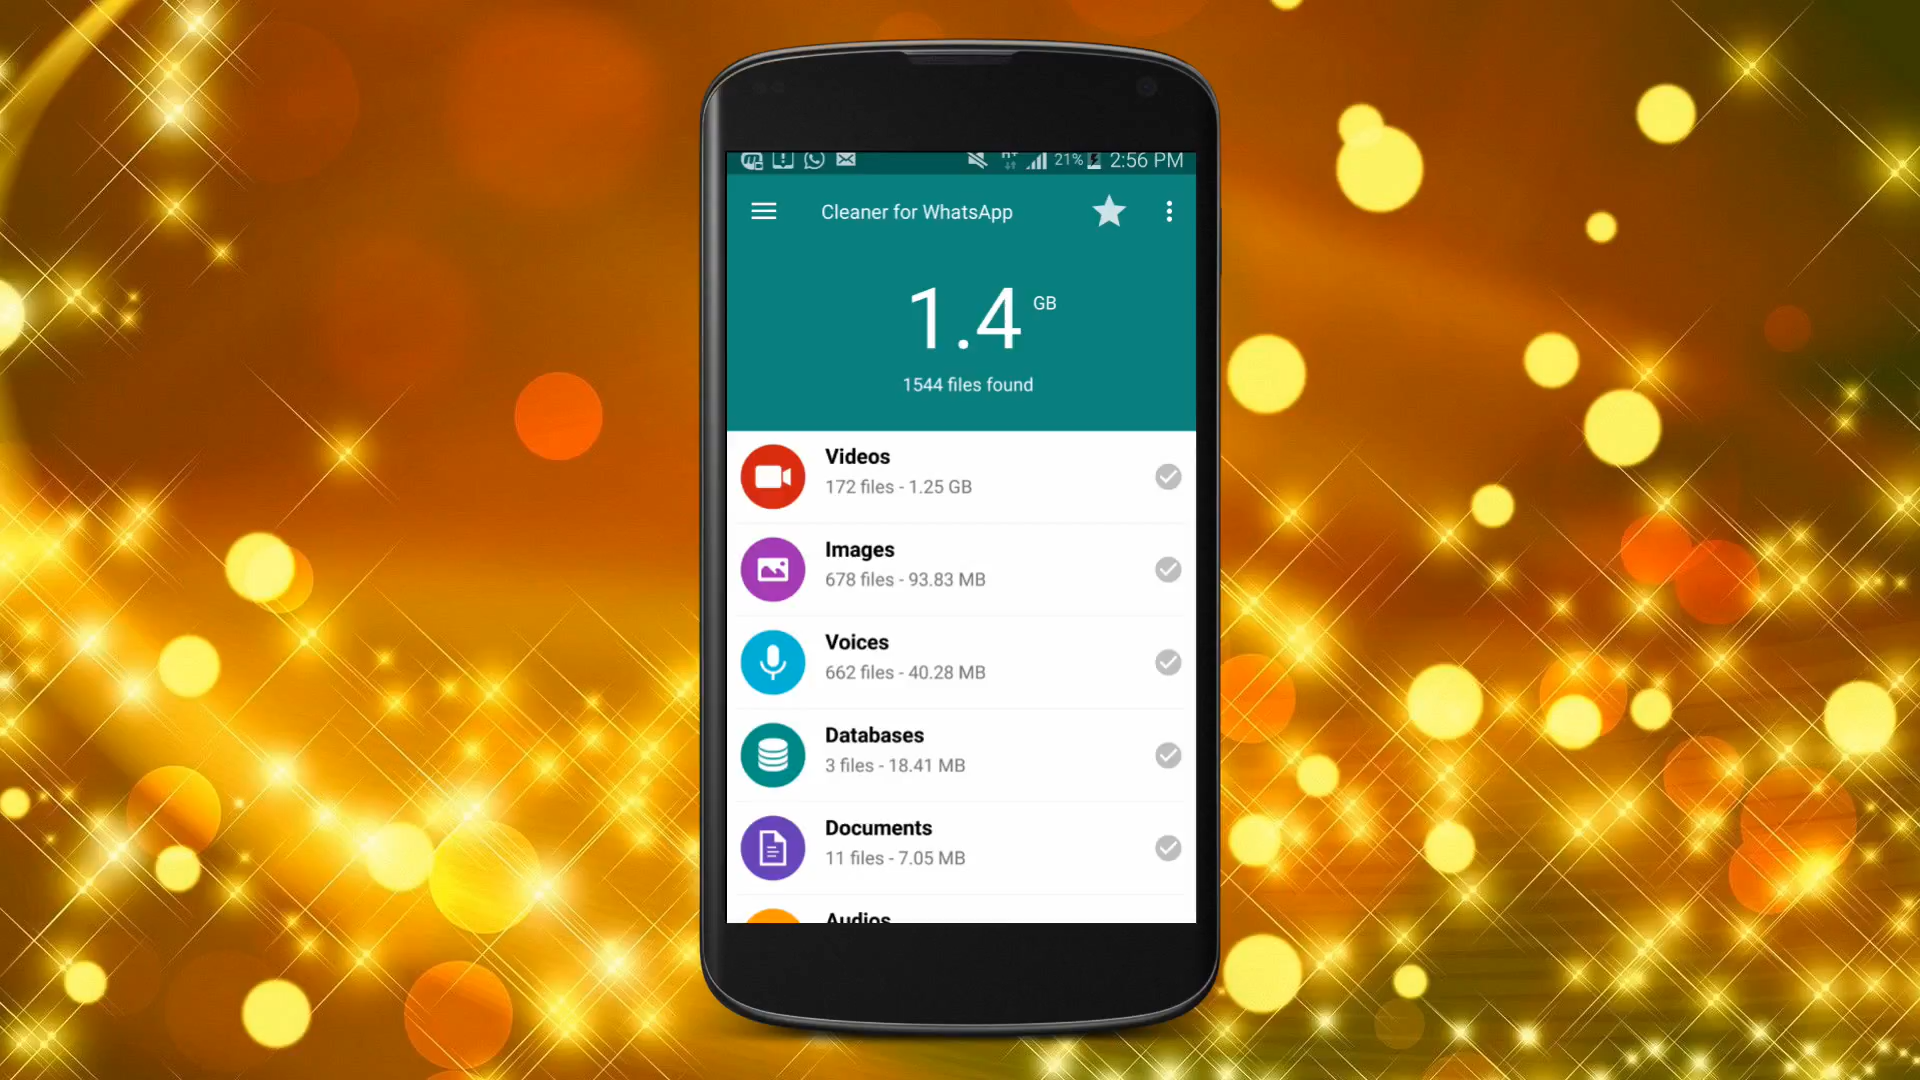 21% 2:56 PM
Cleaner for WhatsApp
1.4 GB
1544 files found
Videos
172 files - 1.25 GB
Images
678 files - 93.83 MB
Voices
662 files - 40.28 MB
Databases
3 files - 18.41 MB
Documents
11 files - 7.05 MB
Audios